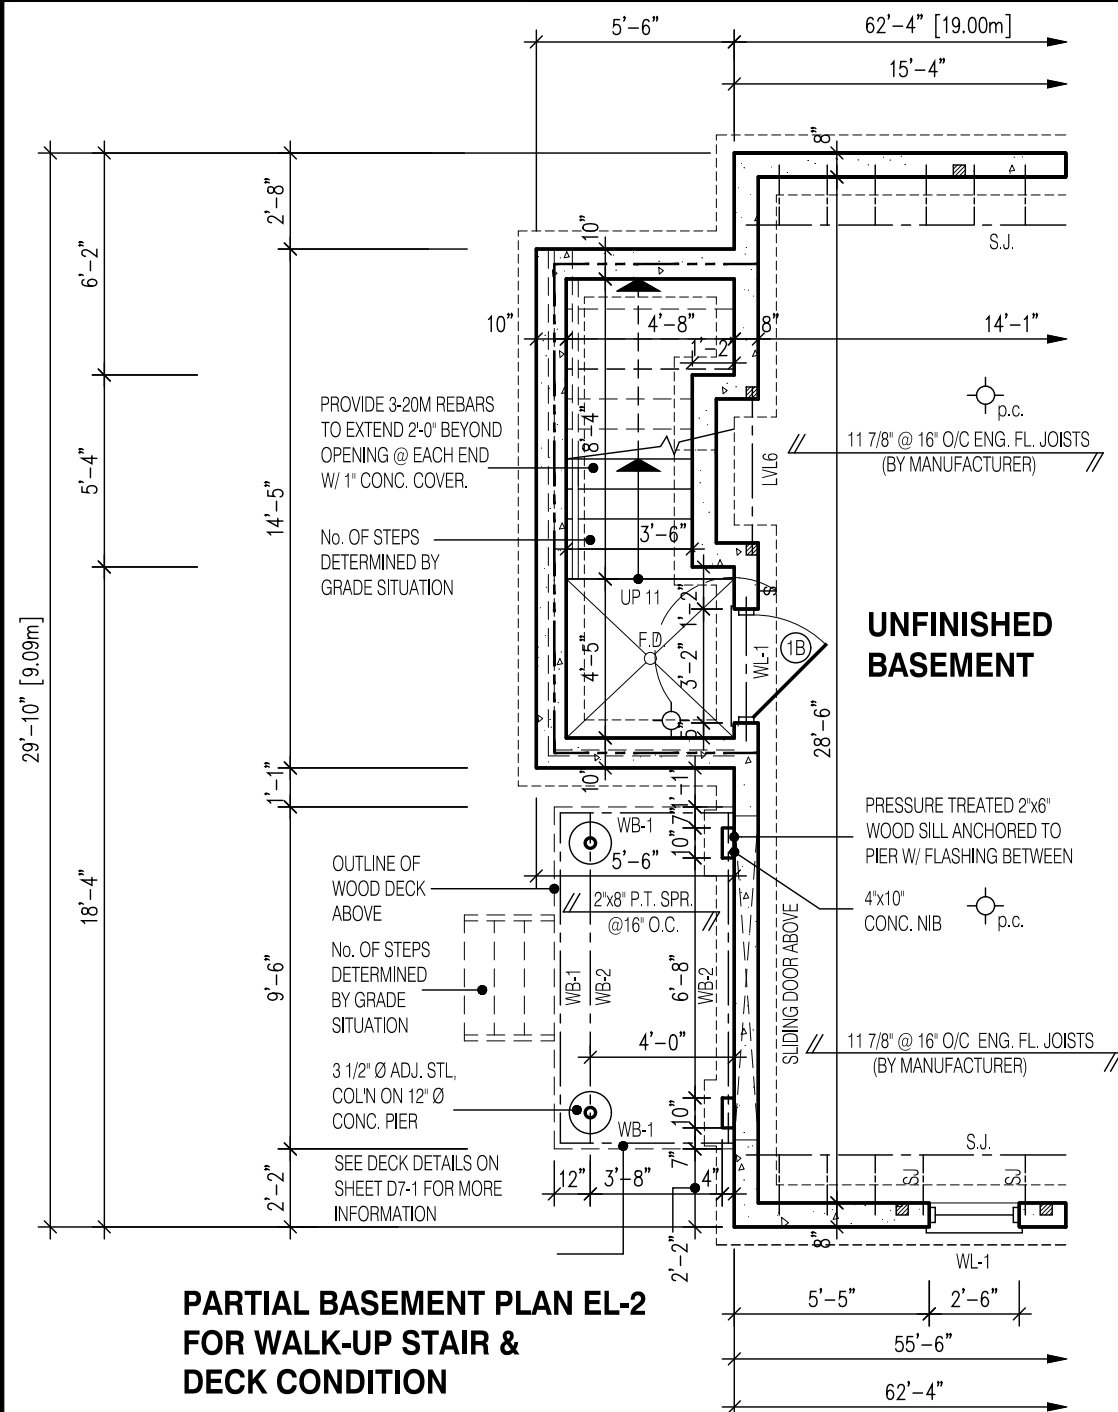 5'-6"
62'-4" [19.00m]
15'-4"
8"
2'-8"
10"
6'-2"
S.J.
10"
4'-8"
8"
14'-1"
1'-2"
PROVIDE 3-20M REBARS
TO EXTEND 2'-0" BEYOND
OPENING @ EACH END
W/ 1" CONC. COVER.
p.c.
8'-4"
11 7/8" @ 16" O/C ENG. FL. JOISTS
(BY MANUFACTURER)
LVL6
5'-4"
14'-5"
No. OF STEPS
DETERMINED BY
GRADE SITUATION
3'-6"
UP 11
1'-2"
S
F.D.
4'-5"
3'-2"
WL-1
1B
UNFINISHED
BASEMENT
29'-10" [9.09m]
5"
28'-6"
1'-1"
10"
1'-1"
7"
WB-1
10"
PRESSURE TREATED 2"x6"
WOOD SILL ANCHORED TO
PIER W/ FLASHING BETWEEN
5'-6"
OUTLINE OF
WOOD DECK
ABOVE
2"x8" P.T. SPR.
@16" O.C.
4"x10"
CONC. NIB
p.c.
18'-4"
No. OF STEPS
DETERMINED
BY GRADE
SITUATION
9'-6"
WB-1
WB-2
6'-8"
WB-2
SLIDING DOOR ABOVE
4'-0"
11 7/8" @ 16" O/C ENG. FL. JOISTS
(BY MANUFACTURER)
3 1/2" Ø ADJ. STL,
COL'N ON 12" Ø
CONC. PIER
10"
WB-1
7"
S.J.
SEE DECK DETAILS ON
SHEET D7-1 FOR MORE
INFORMATION
2'-2"
12"
3'-8"
4"
SJ
SJ
2'-2"
8"
WL-1
PARTIAL BASEMENT PLAN EL-2
FOR WALK-UP STAIR &
DECK CONDITION
5'-5"
2'-6"
55'-6"
62'-4"